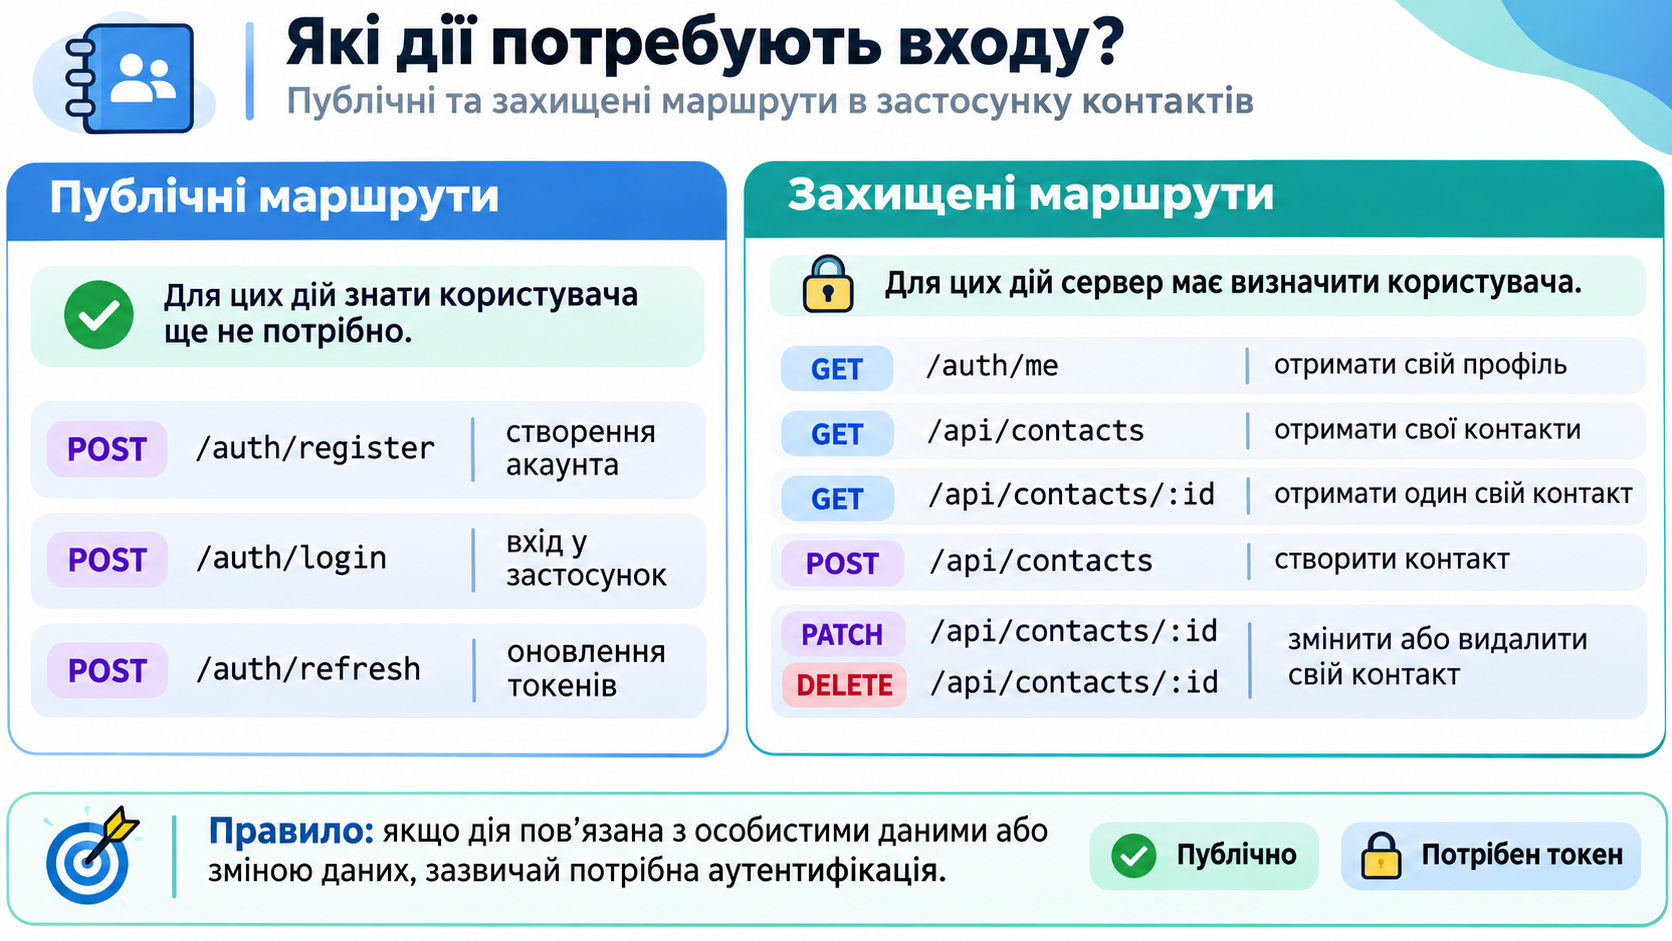 Які дії потребують входу?
Публічні та захищені маршрути в застосунку контактів
Публічні маршрути
Для цих дій знати користувача
ще не потрібно.
POST /auth/register створення
акаунта
POST /auth/login вхід у
застосунок
POST /auth/refresh оновлення
токенів
Захищені маршрути
Для цих дій сервер має визначити користувача.
GET /auth/me отримати свій профіль
GET /api/contacts отримати свої контакти
GET /api/contacts/:id отримати один свій контакт
POST /api/contacts створити контакт
PATCH /api/contacts/:id змінити або видалити
DELETE /api/contacts/:id свій контакт
Правило: якщо дія пов’язана з особистими даними або
зміною даних, зазвичай потрібна аутентифікація.
Публічно
Потрібен токен